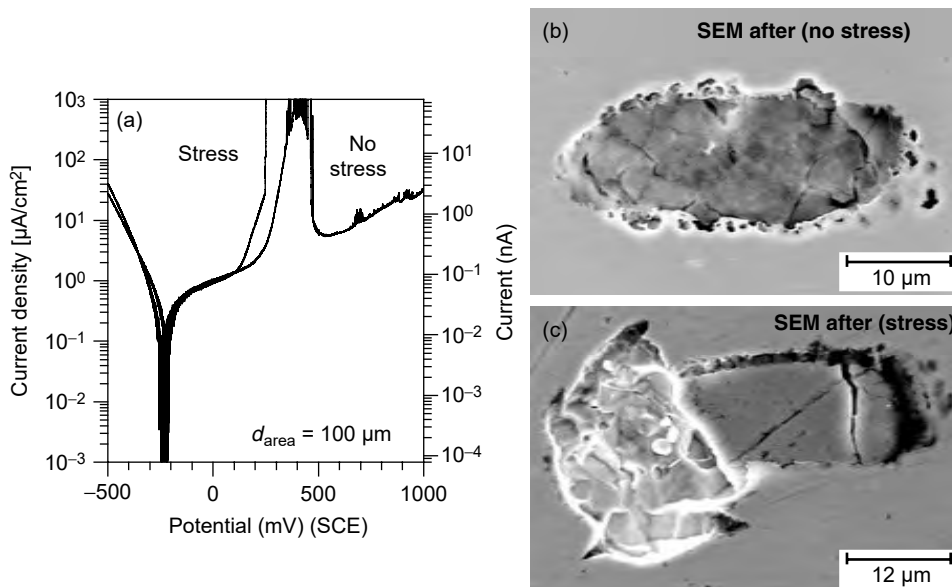 (a)
Stress
No
stress
d_area = 100 µm
10³
10²
10¹
10⁰
10⁻¹
10⁻²
10⁻³
Current density [µA/cm2]
10¹
10⁰
10⁻¹
10⁻²
10⁻³
10⁻⁴
Current (nA)
−500 0 500 1000
Potential (mV) (SCE)
(b) SEM after (no stress)
10 µm
(c) SEM after (stress)
12 µm